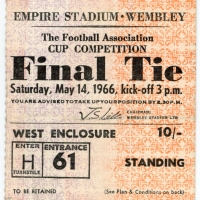 EMPIRE STADIUM · WEMBLEY
The Football Association
CUP COMPETITION
Final Tie
Saturday, May 14, 1966, kick-off 3 p.m.
YOU ARE ADVISED TO TAKE UP YOUR POSITION BY 2.30 P.M.
CHAIRMAN
WEMBLEY STADIUM LTD
WEST ENCLOSURE 10/-
ENTER
H
TURNSTILE
ENTRANCE
61
STANDING
TO BE RETAINED (See Plan & Conditions on back)